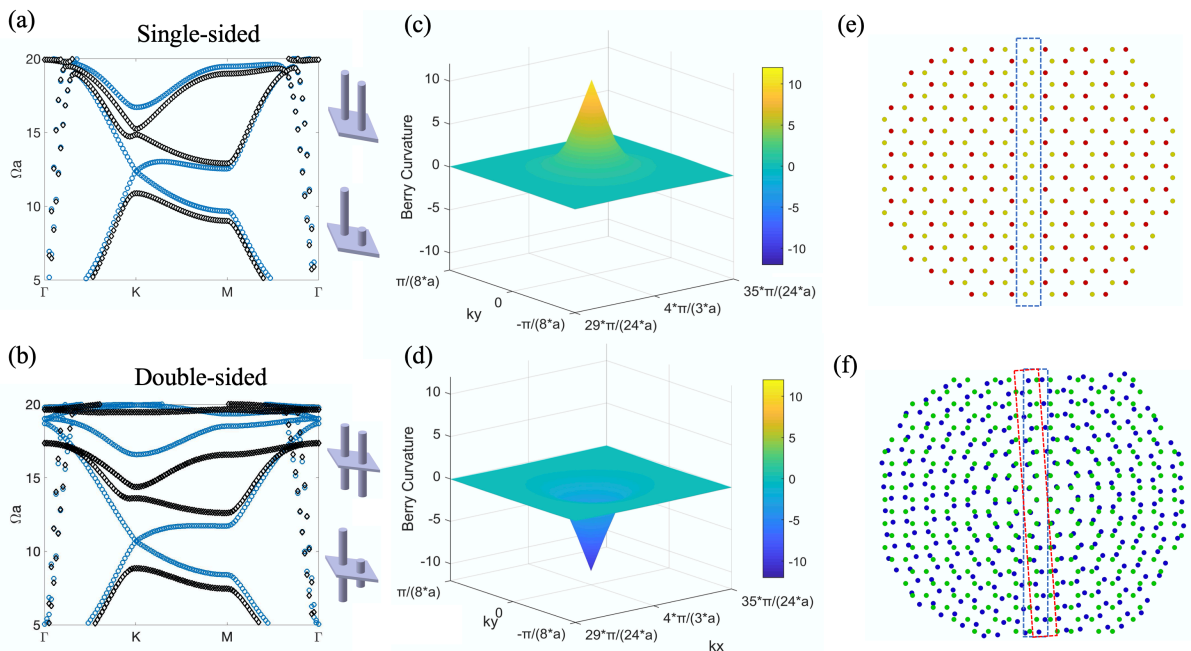 (a)
Single-sided
20
15
10
5
Ωa
Γ
K
M
Γ
(c)
10
5
0
-5
-10
Berry Curvature
π/(8*a)
0
-π/(8*a)
ky
29*π/(24*a)
4*π/(3*a)
35*π/(24*a)
10
5
0
-5
-10
(e)
(b)
Double-sided
20
15
10
5
Ωa
Γ
K
M
Γ
(d)
10
5
0
-5
-10
Berry Curvature
π/(8*a)
0
-π/(8*a)
ky
29*π/(24*a)
4*π/(3*a)
35*π/(24*a)
kx
10
5
0
-5
-10
(f)